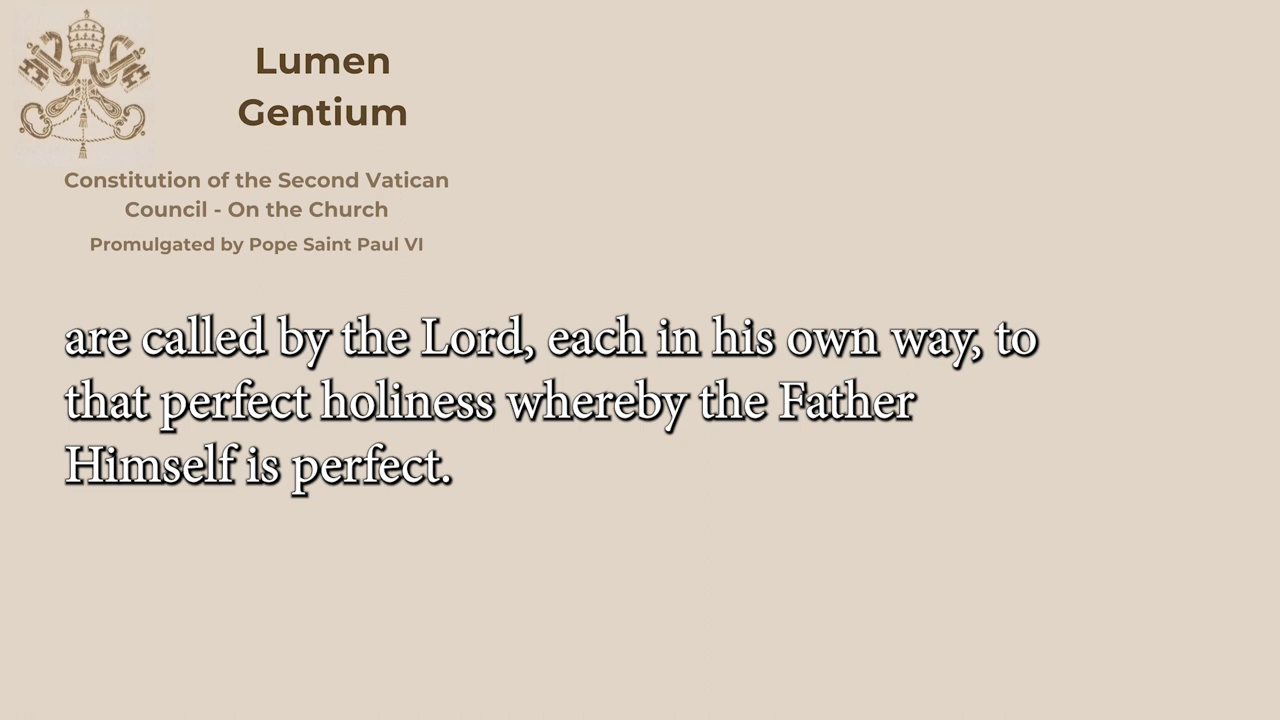 Lumen
Gentium
Constitution of the Second Vatican
Council - On the Church
Promulgated by Pope Saint Paul VI
are called by the Lord, each in his own way, to
that perfect holiness whereby the Father
Himself is perfect.